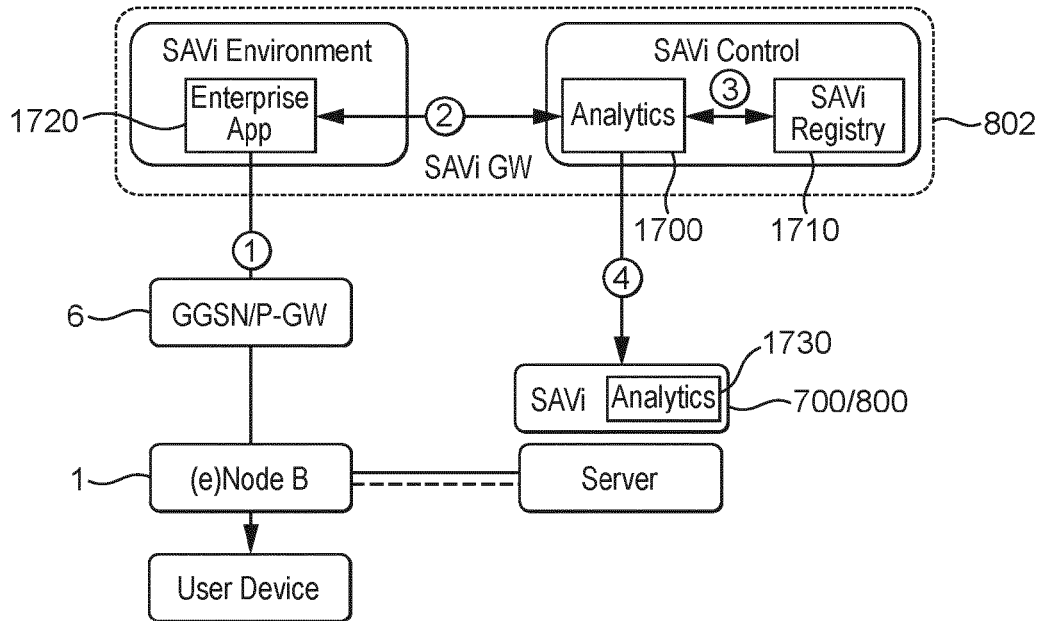 SAVi Environment
SAVi Control
Enterprise
App
1720
2
Analytics
3
SAVi
Registry
802
SAVi GW
1700
1710
1
4
6
GGSN/P-GW
1730
SAVi
Analytics
700/800
1
(e)Node B
Server
User Device